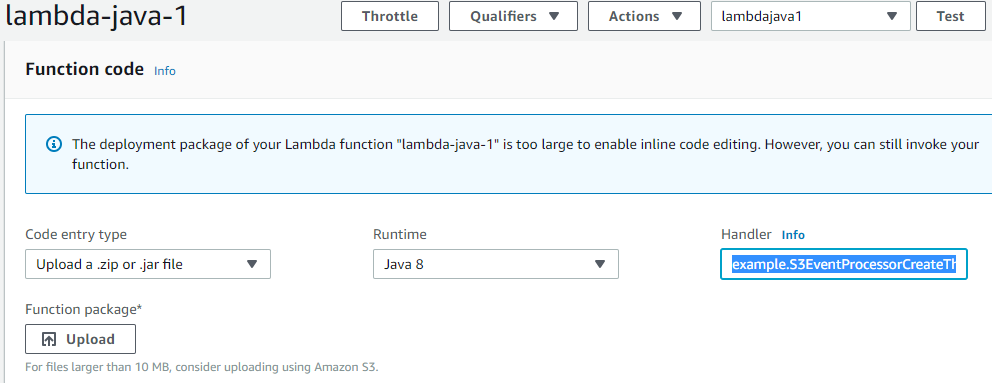 lambda-java-1
Throttle
Qualifiers
Actions
lambdajava1
Test
Function code Info
The deployment package of your Lambda function "lambda-java-1" is too large to enable inline code editing. However, you can still invoke your
function.
Code entry type
Runtime
Handler Info
Upload a .zip or .jar file
Java 8
example.S3EventProcessorCreateTh
Function package*
Upload
For files larger than 10 MB, consider uploading using Amazon S3.